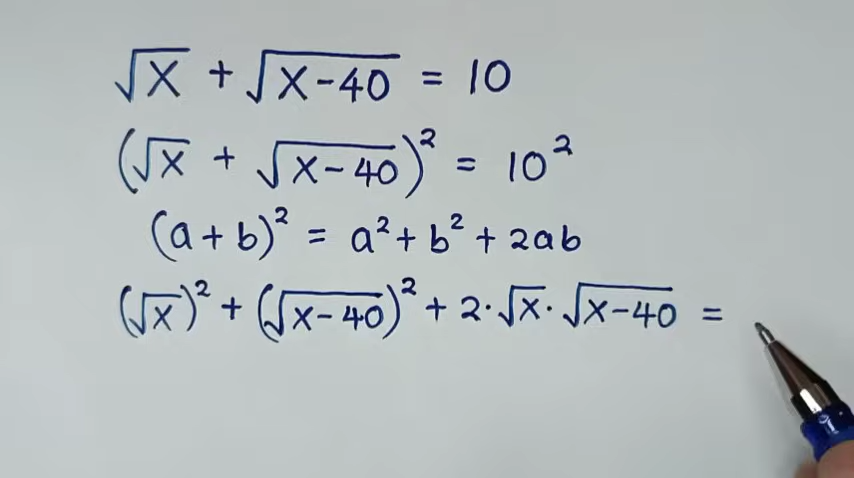 √x + √(x-40) = 10
(√x + √(x-40))² = 10²
(a+b)² = a²+b²+2ab
(√x)² + (√(x-40))² + 2·√x·√(x-40) =